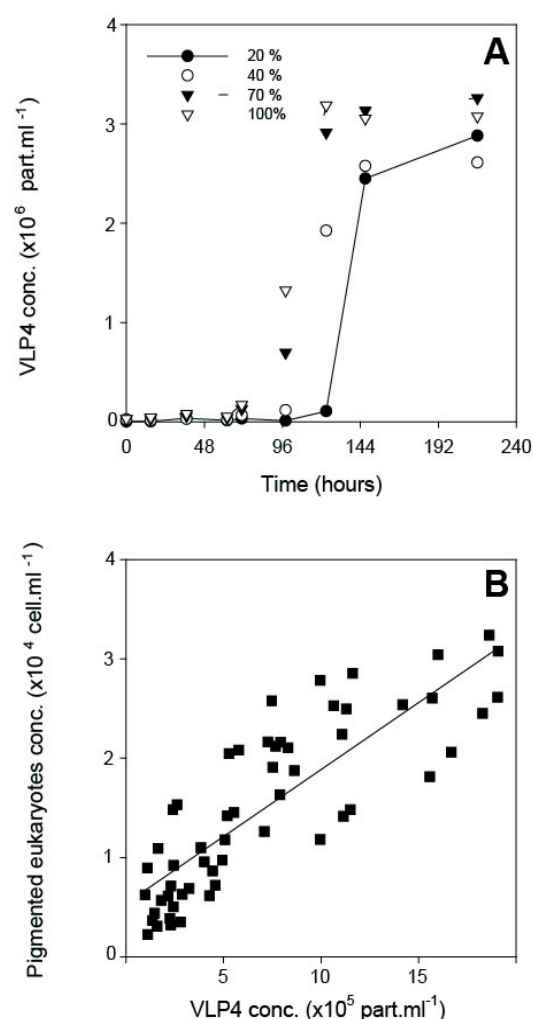 A
20 %
40 %
70 %
100%
4
3
2
1
0
VLP4 conc. (x10⁶ part.ml⁻¹)
0 48 96 144 192 240
Time (hours)
B
4
3
2
1
0
Pigmented eukaryotes conc. (x10⁴ cell.ml⁻¹)
5 10 15
VLP4 conc. (x10⁵ part.ml⁻¹)